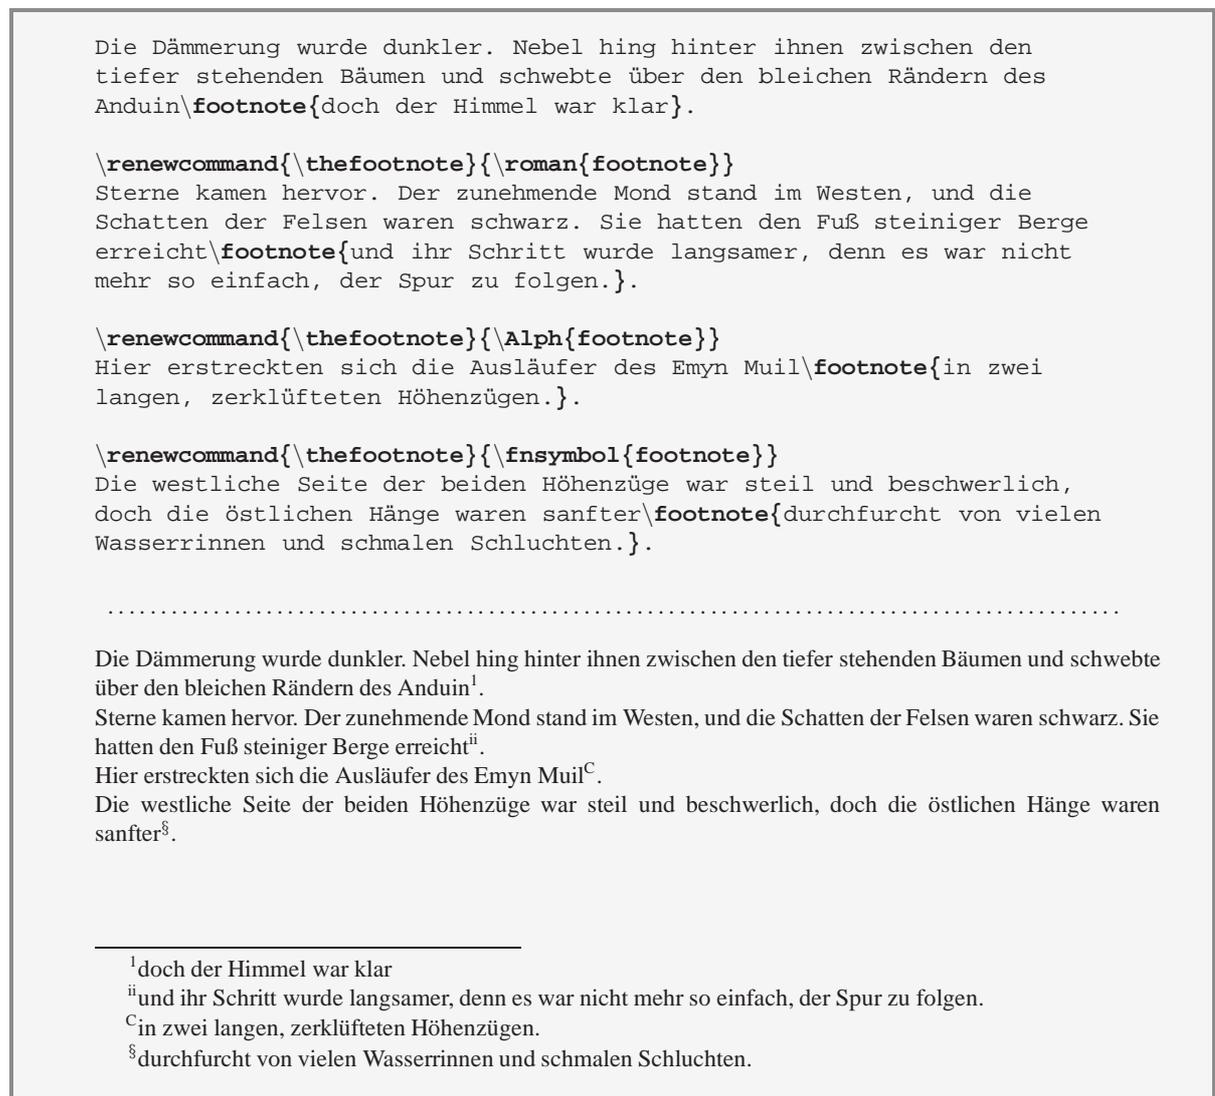 Die Dämmerung wurde dunkler. Nebel hing hinter ihnen zwischen den
tiefer stehenden Bäumen und schwebte über den bleichen Rändern des
Anduin\footnote{doch der Himmel war klar}.
\renewcommand{\thefootnote}{\roman{footnote}}
Sterne kamen hervor. Der zunehmende Mond stand im Westen, und die
Schatten der Felsen waren schwarz. Sie hatten den Fuß steiniger Berge
erreicht\footnote{und ihr Schritt wurde langsamer, denn es war nicht
mehr so einfach, der Spur zu folgen.}.
\renewcommand{\thefootnote}{\Alph{footnote}}
Hier erstreckten sich die Ausläufer des Emyn Muil\footnote{in zwei
langen, zerklüfteten Höhenzügen.}.
\renewcommand{\thefootnote}{\fnsymbol{footnote}}
Die westliche Seite der beiden Höhenzüge war steil und beschwerlich,
doch die östlichen Hänge waren sanfter\footnote{durchfurcht von vielen
Wasserrinnen und schmalen Schluchten.}.
Die Dämmerung wurde dunkler. Nebel hing hinter ihnen zwischen den tiefer stehenden Bäumen und schwebte
über den bleichen Rändern des Anduin¹.
Sterne kamen hervor. Der zunehmende Mond stand im Westen, und die Schatten der Felsen waren schwarz. Sie
hatten den Fuß steiniger Berge erreichtⁱⁱ.
Hier erstreckten sich die Ausläufer des Emyn Muil^C.
Die westliche Seite der beiden Höhenzüge war steil und beschwerlich, doch die östlichen Hänge waren
sanfter§.
¹doch der Himmel war klar
ⁱⁱund ihr Schritt wurde langsamer, denn es war nicht mehr so einfach, der Spur zu folgen.
^Cin zwei langen, zerklüfteten Höhenzügen.
§durchfurcht von vielen Wasserrinnen und schmalen Schluchten.